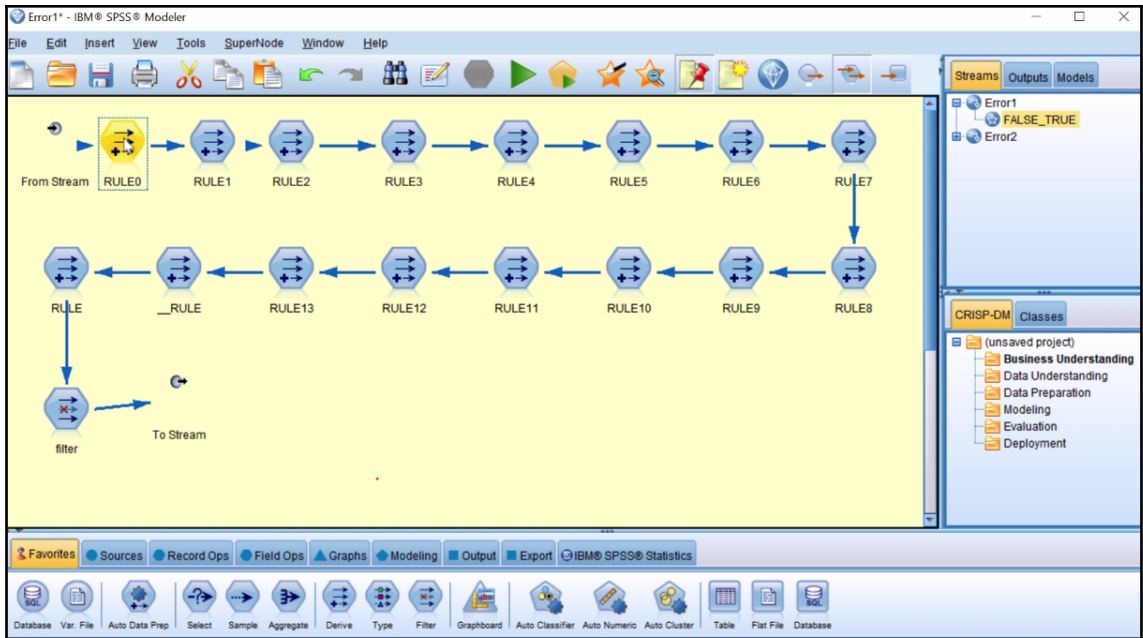 Error1* - IBM® SPSS® Modeler
File Edit Insert View Tools SuperNode Window Help
Streams Outputs Models
Error1
FALSE_TRUE
Error2
From Stream RULE0 RULE1 RULE2 RULE3 RULE4 RULE5 RULE6 RULE7
RULE __RULE RULE13 RULE12 RULE11 RULE10 RULE9 RULE8
filter
To Stream
CRISP-DM Classes
(unsaved project)
Business Understanding
Data Understanding
Data Preparation
Modeling
Evaluation
Deployment
Favorites Sources Record Ops Field Ops Graphs Modeling Output Export IBM® SPSS® Statistics
SQL SQL
Database Var. File Auto Data Prep Select Sample Aggregate Derive Type Filter Graphboard Auto Classifier Auto Numeric Auto Cluster Table Flat File Database